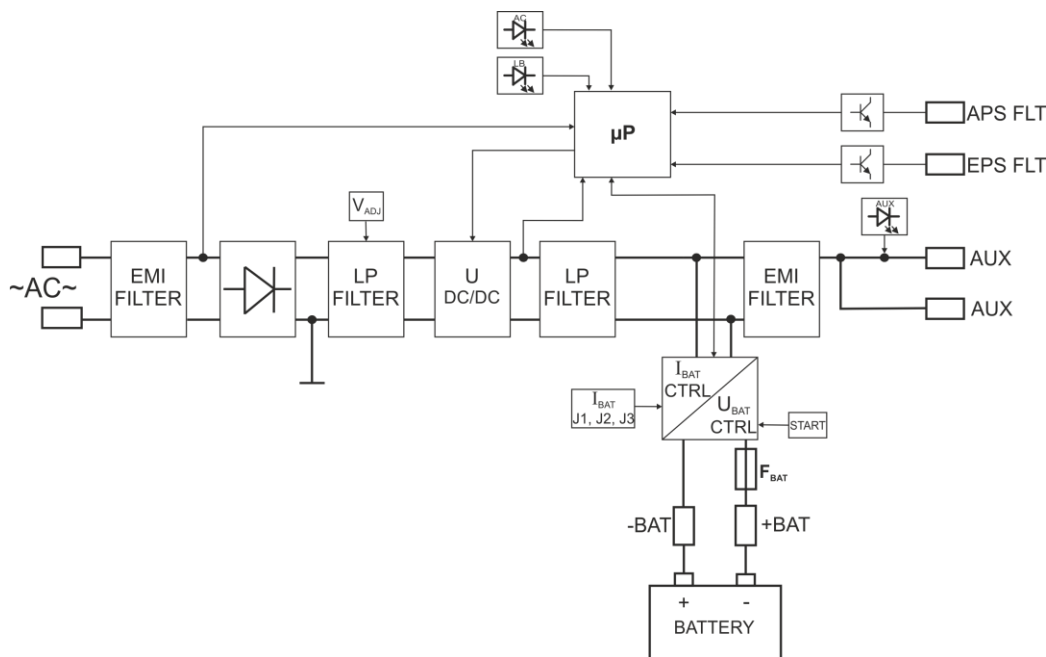 AC
LB
µP
APS FLT
EPS FLT
V ADJ
AUX
~AC~
EMI
FILTER
LP
FILTER
U
DC/DC
LP
FILTER
EMI
FILTER
AUX
AUX
I BAT
CTRL
U BAT
CTRL
I BAT
J1, J2, J3
START
F BAT
-BAT
+BAT
+ -
BATTERY